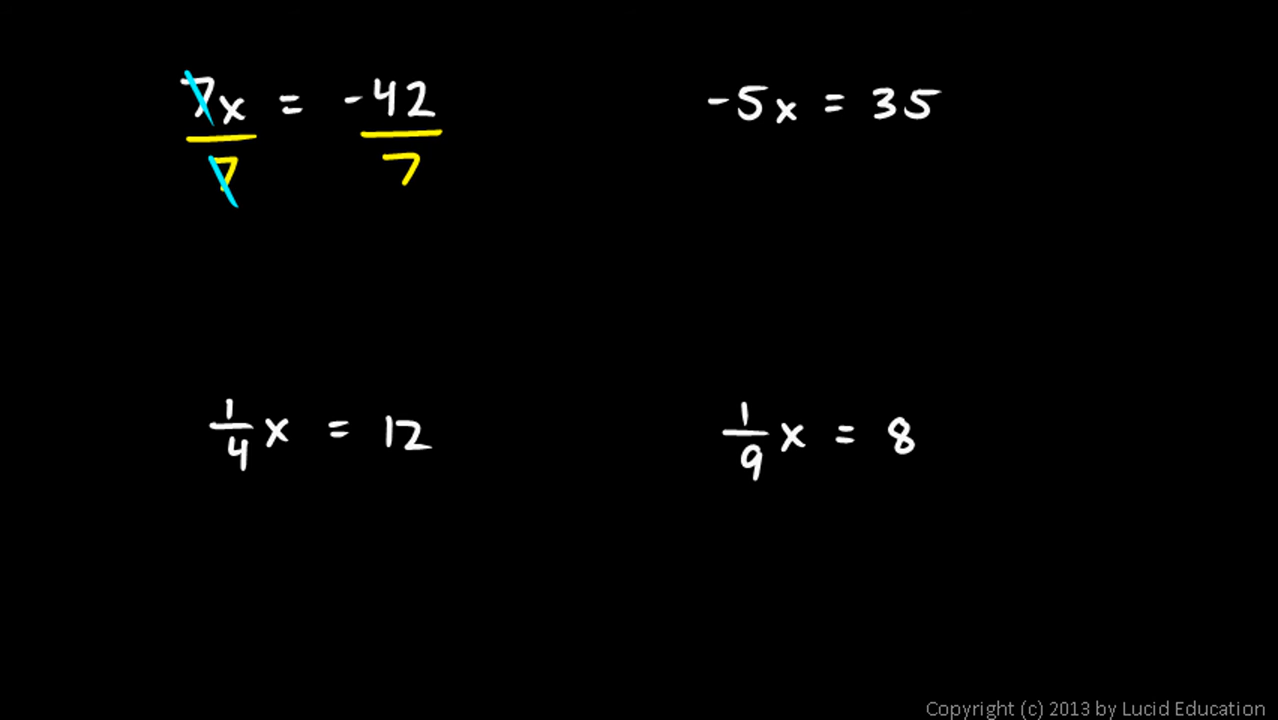 7x = -42
7 7
-5x = 35
1/4 x = 12
1/9 x = 8
Copyright (c) 2013 by Lucid Education